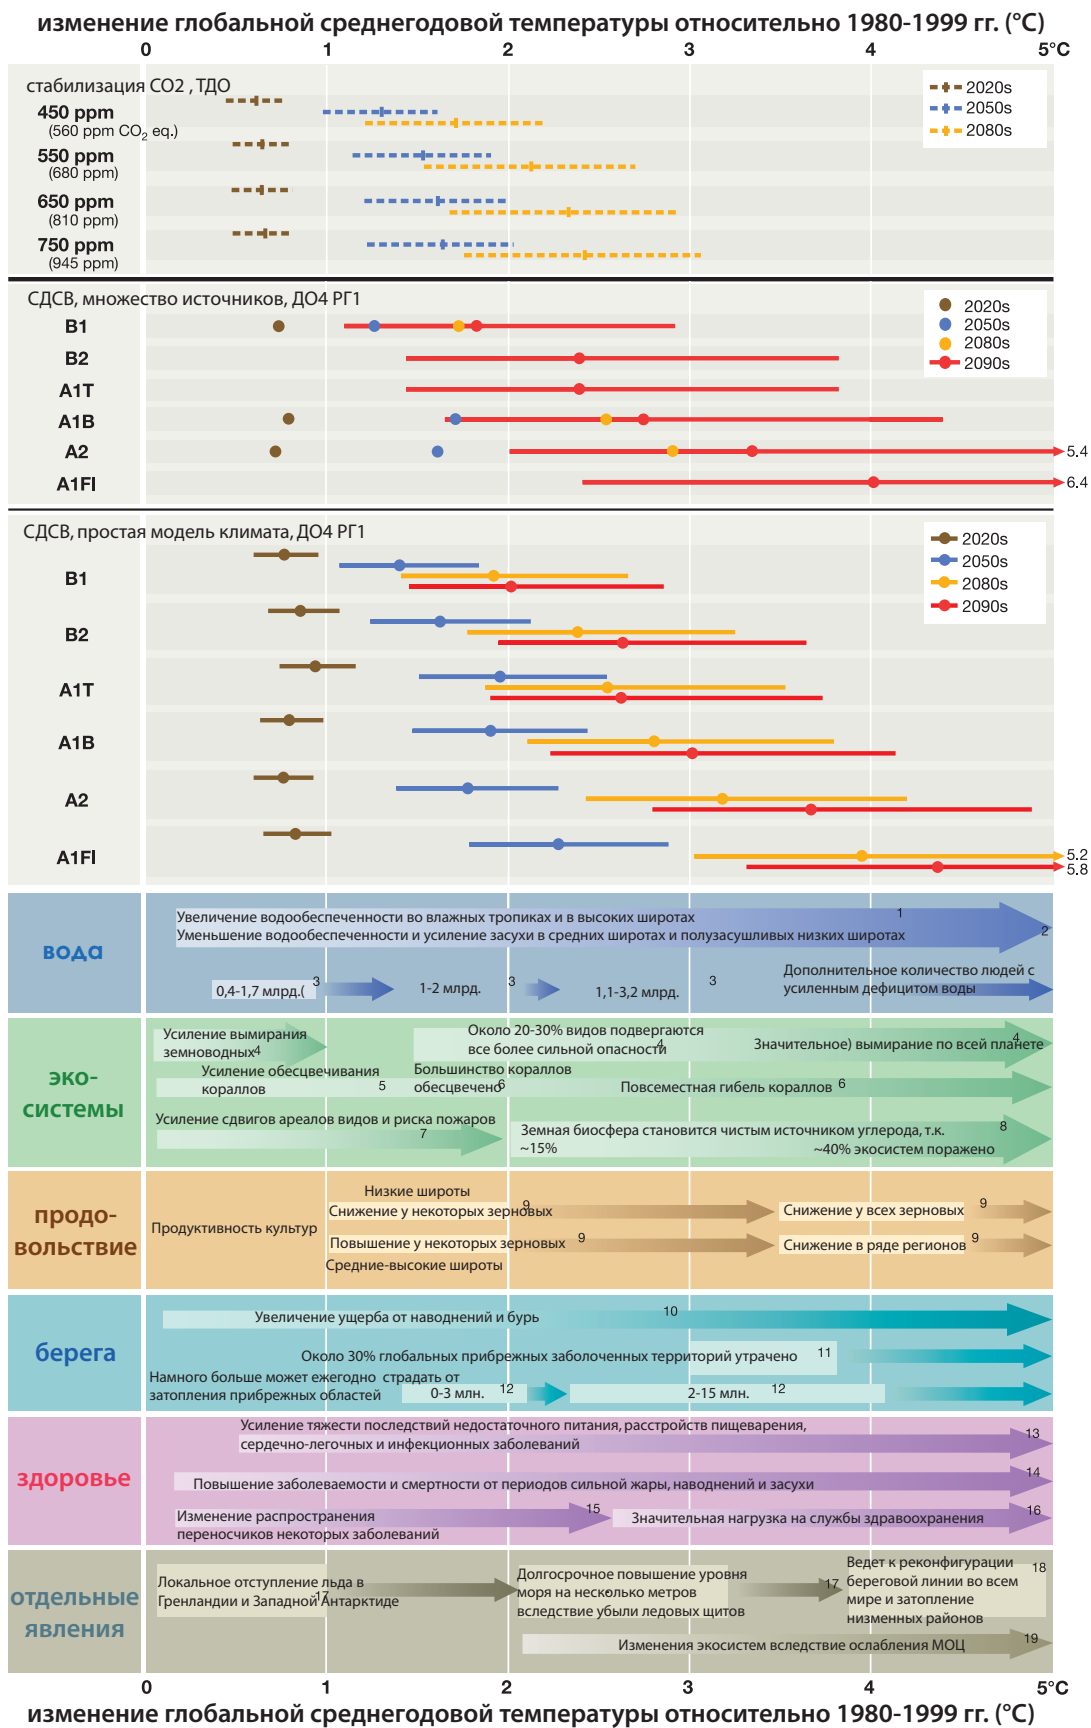 изменение глобальной среднегодовой температуры относительно 1980-1999 гг. (°C)
0 1 2 3 4 5°C
стабилизация CO2 , ТДО
450 ppm
(560 ppm CO2 eq.)
550 ppm
(680 ppm)
650 ppm
(810 ppm)
750 ppm
(945 ppm)
2020s
2050s
2080s
СДСВ, множество источников, ДО4 РГ1
B1
B2
A1T
A1B
A2
A1FI
2020s
2050s
2080s
2090s
5.4
6.4
СДСВ, простая модель климата, ДО4 РГ1
B1
B2
A1T
A1B
A2
A1FI
2020s
2050s
2080s
2090s
5.2
5.8
вода
Увеличение водообеспеченности во влажных тропиках и в высоких широтах 1
Уменьшение водообеспеченности и усиление засухи в средних широтах и полузасушливых низких широтах 2
0,4-1,7 млрд.( 3
1-2 млрд. 3
1,1-3,2 млрд. 3
Дополнительное количество людей с
усиленным дефицитом воды
эко-
системы
Усиление вымирания
земноводных 4
Около 20-30% видов подвергаются
все более сильной опасности 4
Значительное) вымирание по всей планете 4
Усиление обесцвечивания
кораллов 5
Большинство кораллов
обесцвечено 6
Повсеместная гибель кораллов 6
Усиление сдвигов ареалов видов и риска пожаров
7
Земная биосфера становится чистым источником углерода, т.к. 8
~15% ~40% экосистем поражено
продо-
вольствие
Продуктивность культур
Низкие широты
Снижение у некоторых зерновых 9
Снижение у всех зерновых 9
Повышение у некоторых зерновых 9
Снижение в ряде регионов 9
Средние-высокие широты
берега
Увеличение ущерба от наводнений и бурь 10
Около 30% глобальных прибрежных заболоченных территорий утрачено 11
Намного больше может ежегодно страдать от
затопления прибрежных областей
0-3 млн. 12
2-15 млн. 12
здоровье
Усиление тяжести последствий недостаточного питания, расстройств пищеварения,
сердечно-легочных и инфекционных заболеваний 13
Повышение заболеваемости и смертности от периодов сильной жары, наводнений и засухи 14
Изменение распространения
переносчиков некоторых заболеваний 15
Значительная нагрузка на службы здравоохранения 16
отдельные
явления
Локальное отступление льда в
Гренландии и Западной Антарктиде 17
Долгосрочное повышение уровня
моря на несколько метров
вследствие убыли ледовых щитов 17
Ведет к реконфигурации
береговой линии во всем
мире и затопление
низменных районов 18
Изменения экосистем вследствие ослабления МОЦ 19
0 1 2 3 4 5°C
изменение глобальной среднегодовой температуры относительно 1980-1999 гг. (°C)